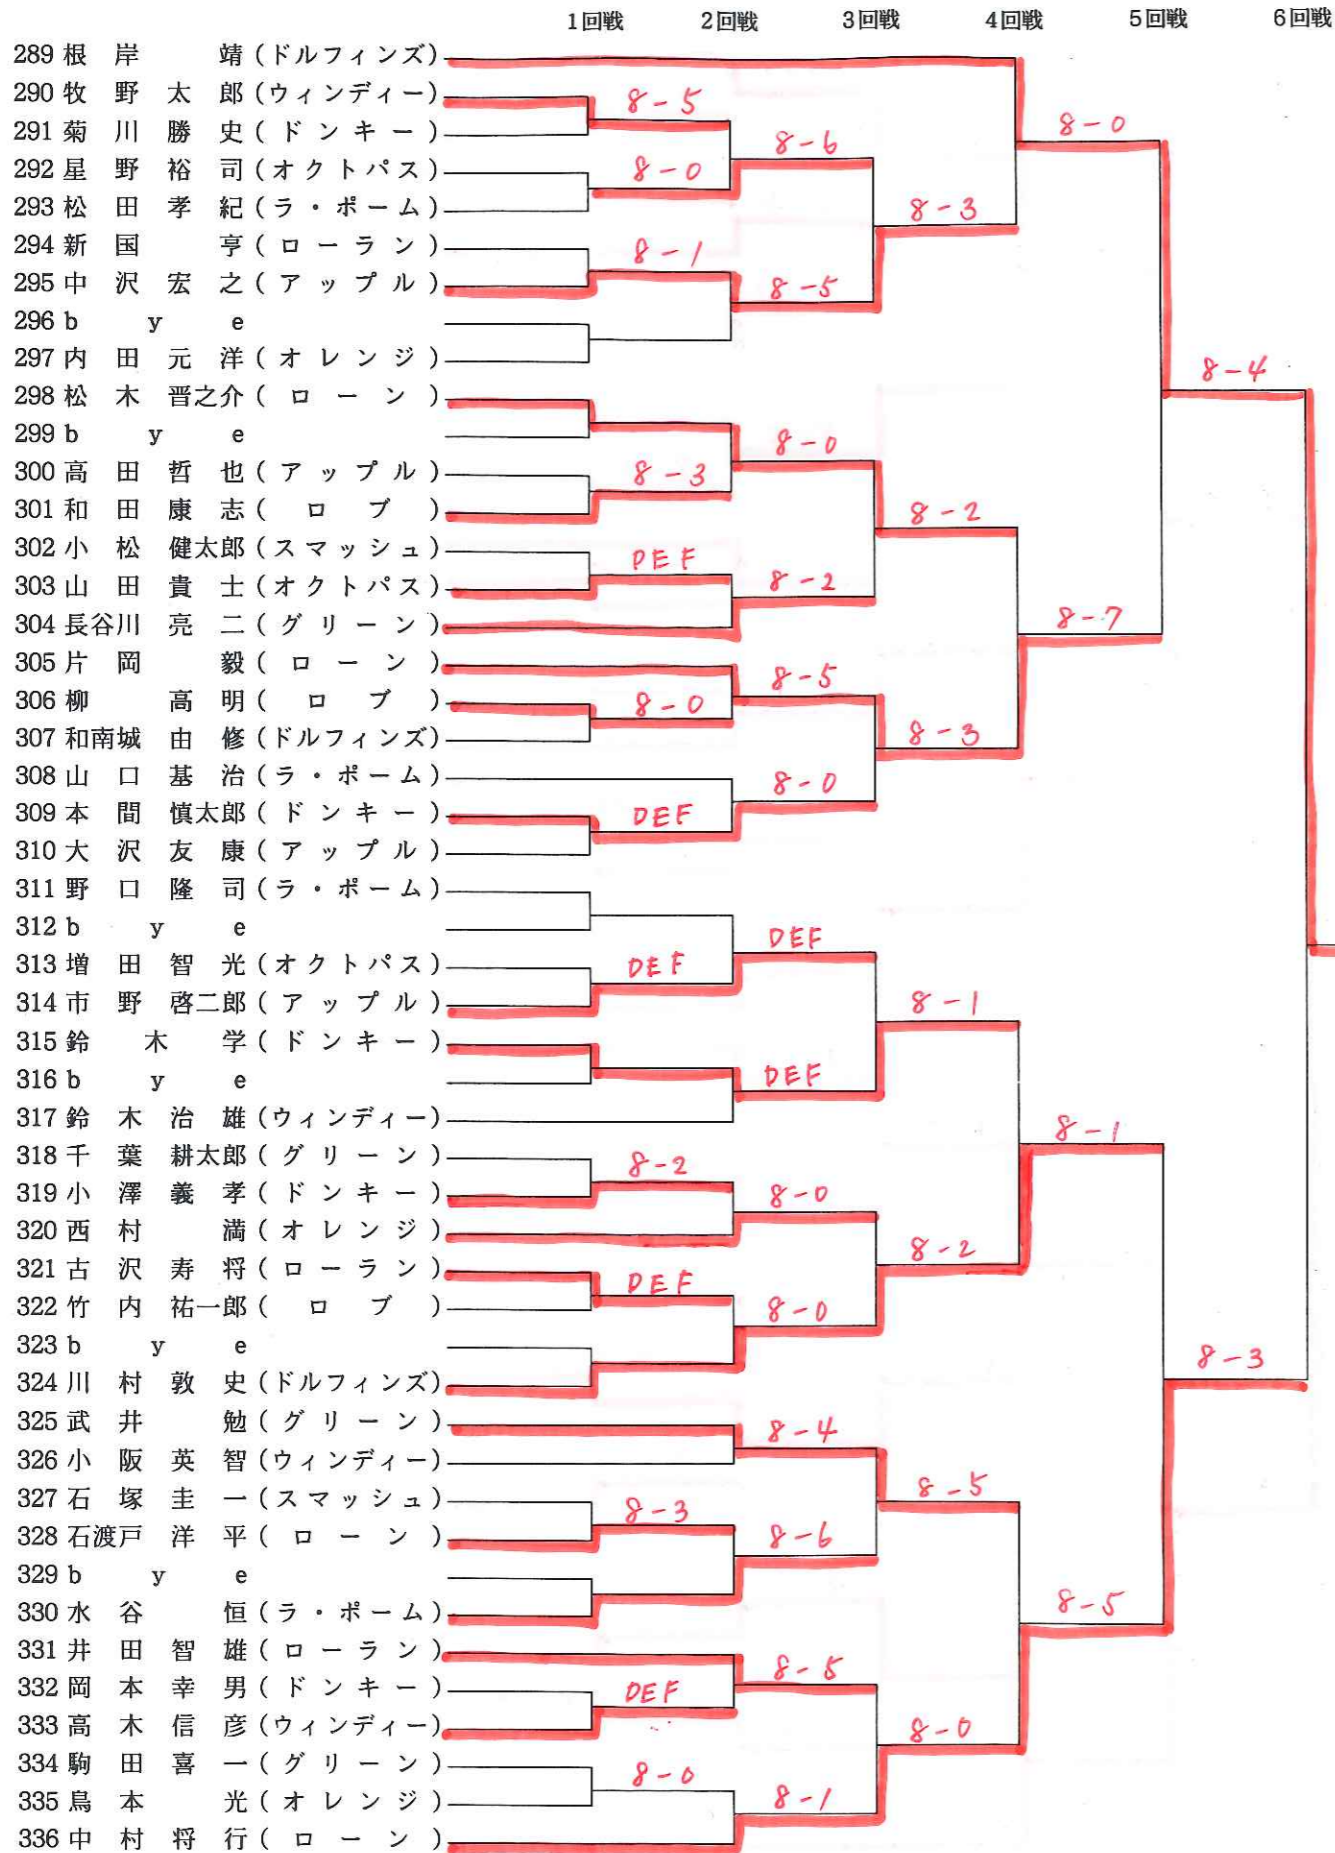 1回戦 2回戦 3回戦 4回戦 5回戦 6回戦
289 根岸 靖 (ドルフィンズ)
290 牧野太郎 (ウィンディー) 8-5
291 菊川勝史 (ドンキー) 8-0
8-6
292 星野裕司 (オクトパス) 8-0
293 松田孝紀 (ラ・ポーム) 8-3
294 新国 亨 (ローラン) 8-1
295 中沢宏之 (アップル) 8-5
296 bye
297 内田元洋 (オレンジ) 8-4
298 松木晋之介 (ローン)
299 bye 8-0
300 高田哲也 (アップル) 8-3
301 和田康志 (ロブ) 8-2
302 小松健太郎 (スマッシュ) DEF
303 山田貴士 (オクトパス) 8-2
304 長谷川亮二 (グリーン) 8-7
305 片岡 毅 (ローン) 8-5
306 柳 高明 (ロブ) 8-0
307 和南城由修 (ドルフィンズ) 8-3
308 山口基治 (ラ・ポーム) 8-0
309 本間慎太郎 (ドンキー) DEF
310 大沢友康 (アップル)
311 野口隆司 (ラ・ポーム)
312 bye DEF
313 増田智光 (オクトパス) DEF
314 市野啓二郎 (アップル) 8-1
315 鈴木 学 (ドンキー)
316 bye DEF
317 鈴木治雄 (ウィンディー) 8-1
318 千葉耕太郎 (グリーン) 8-2
319 小澤義孝 (ドンキー) 8-0
320 西村 満 (オレンジ) 8-2
321 古沢寿将 (ローラン) DEF
322 竹内祐一郎 (ロブ) 8-0
323 bye 8-3
324 川村敦史 (ドルフィンズ)
325 武井 勉 (グリーン) 8-4
326 小阪英智 (ウィンディー) 8-5
327 石塚圭一 (スマッシュ) 8-3
328 石渡戸洋平 (ローン) 8-6
329 bye
330 水谷 恒 (ラ・ポーム) 8-5
331 井田智雄 (ローラン) 8-5
332 岡本幸男 (ドンキー) DEF
333 高木信彦 (ウィンディー) 8-0
334 駒田喜一 (グリーン) 8-0
335 鳥本 光 (オレンジ) 8-1
336 中村将行 (ローン)